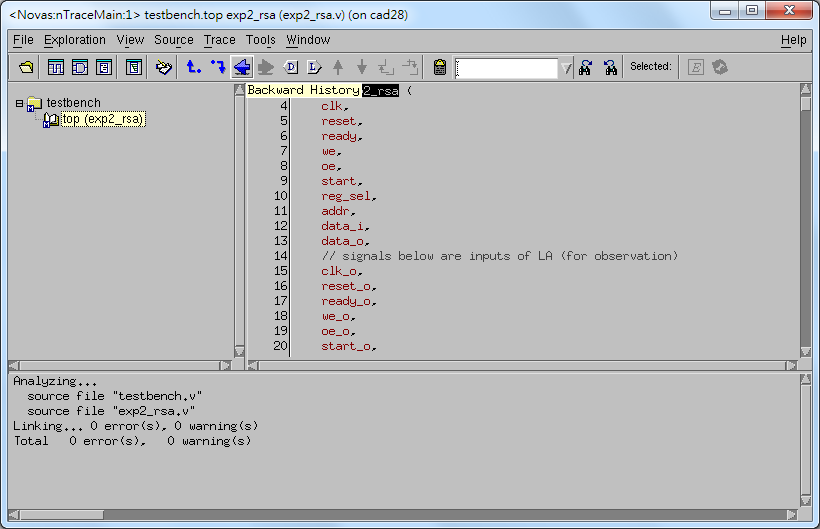 <Novas:nTraceMain:1> testbench.top exp2_rsa (exp2_rsa.v) (on cad28)
File Exploration View Source Trace Tools Window Help
Selected:
testbench
top (exp2_rsa)
Backward History 2_rsa (
4 clk,
5 reset,
6 ready,
7 we,
8 oe,
9 start,
10 reg_sel,
11 addr,
12 data_i,
13 data_o,
14 // signals below are inputs of LA (for observation)
15 clk_o,
16 reset_o,
17 ready_o,
18 we_o,
19 oe_o,
20 start_o,
Analyzing...
source file "testbench.v"
source file "exp2_rsa.v"
Linking... 0 error(s), 0 warning(s)
Total 0 error(s), 0 warning(s)